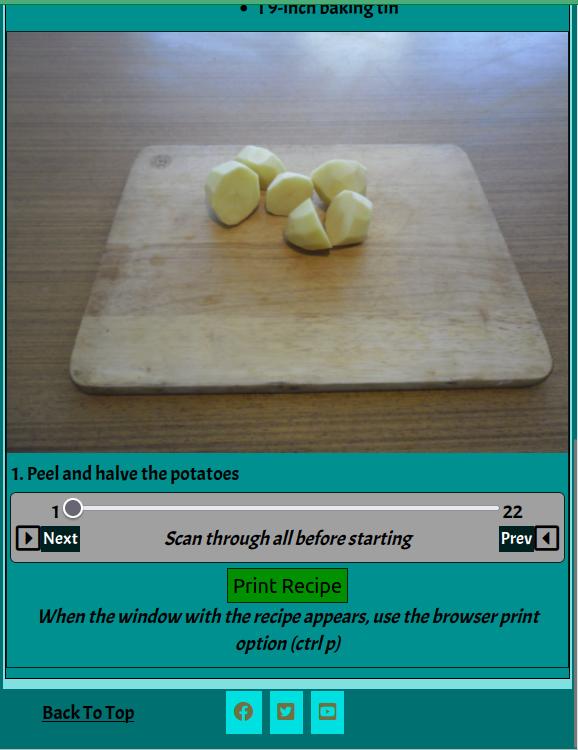 1 9-inch baking tin
1. Peel and halve the potatoes
1 22
Next Scan through all before starting Prev
Print Recipe
When the window with the recipe appears, use the browser print
option (ctrl p)
Back To Top